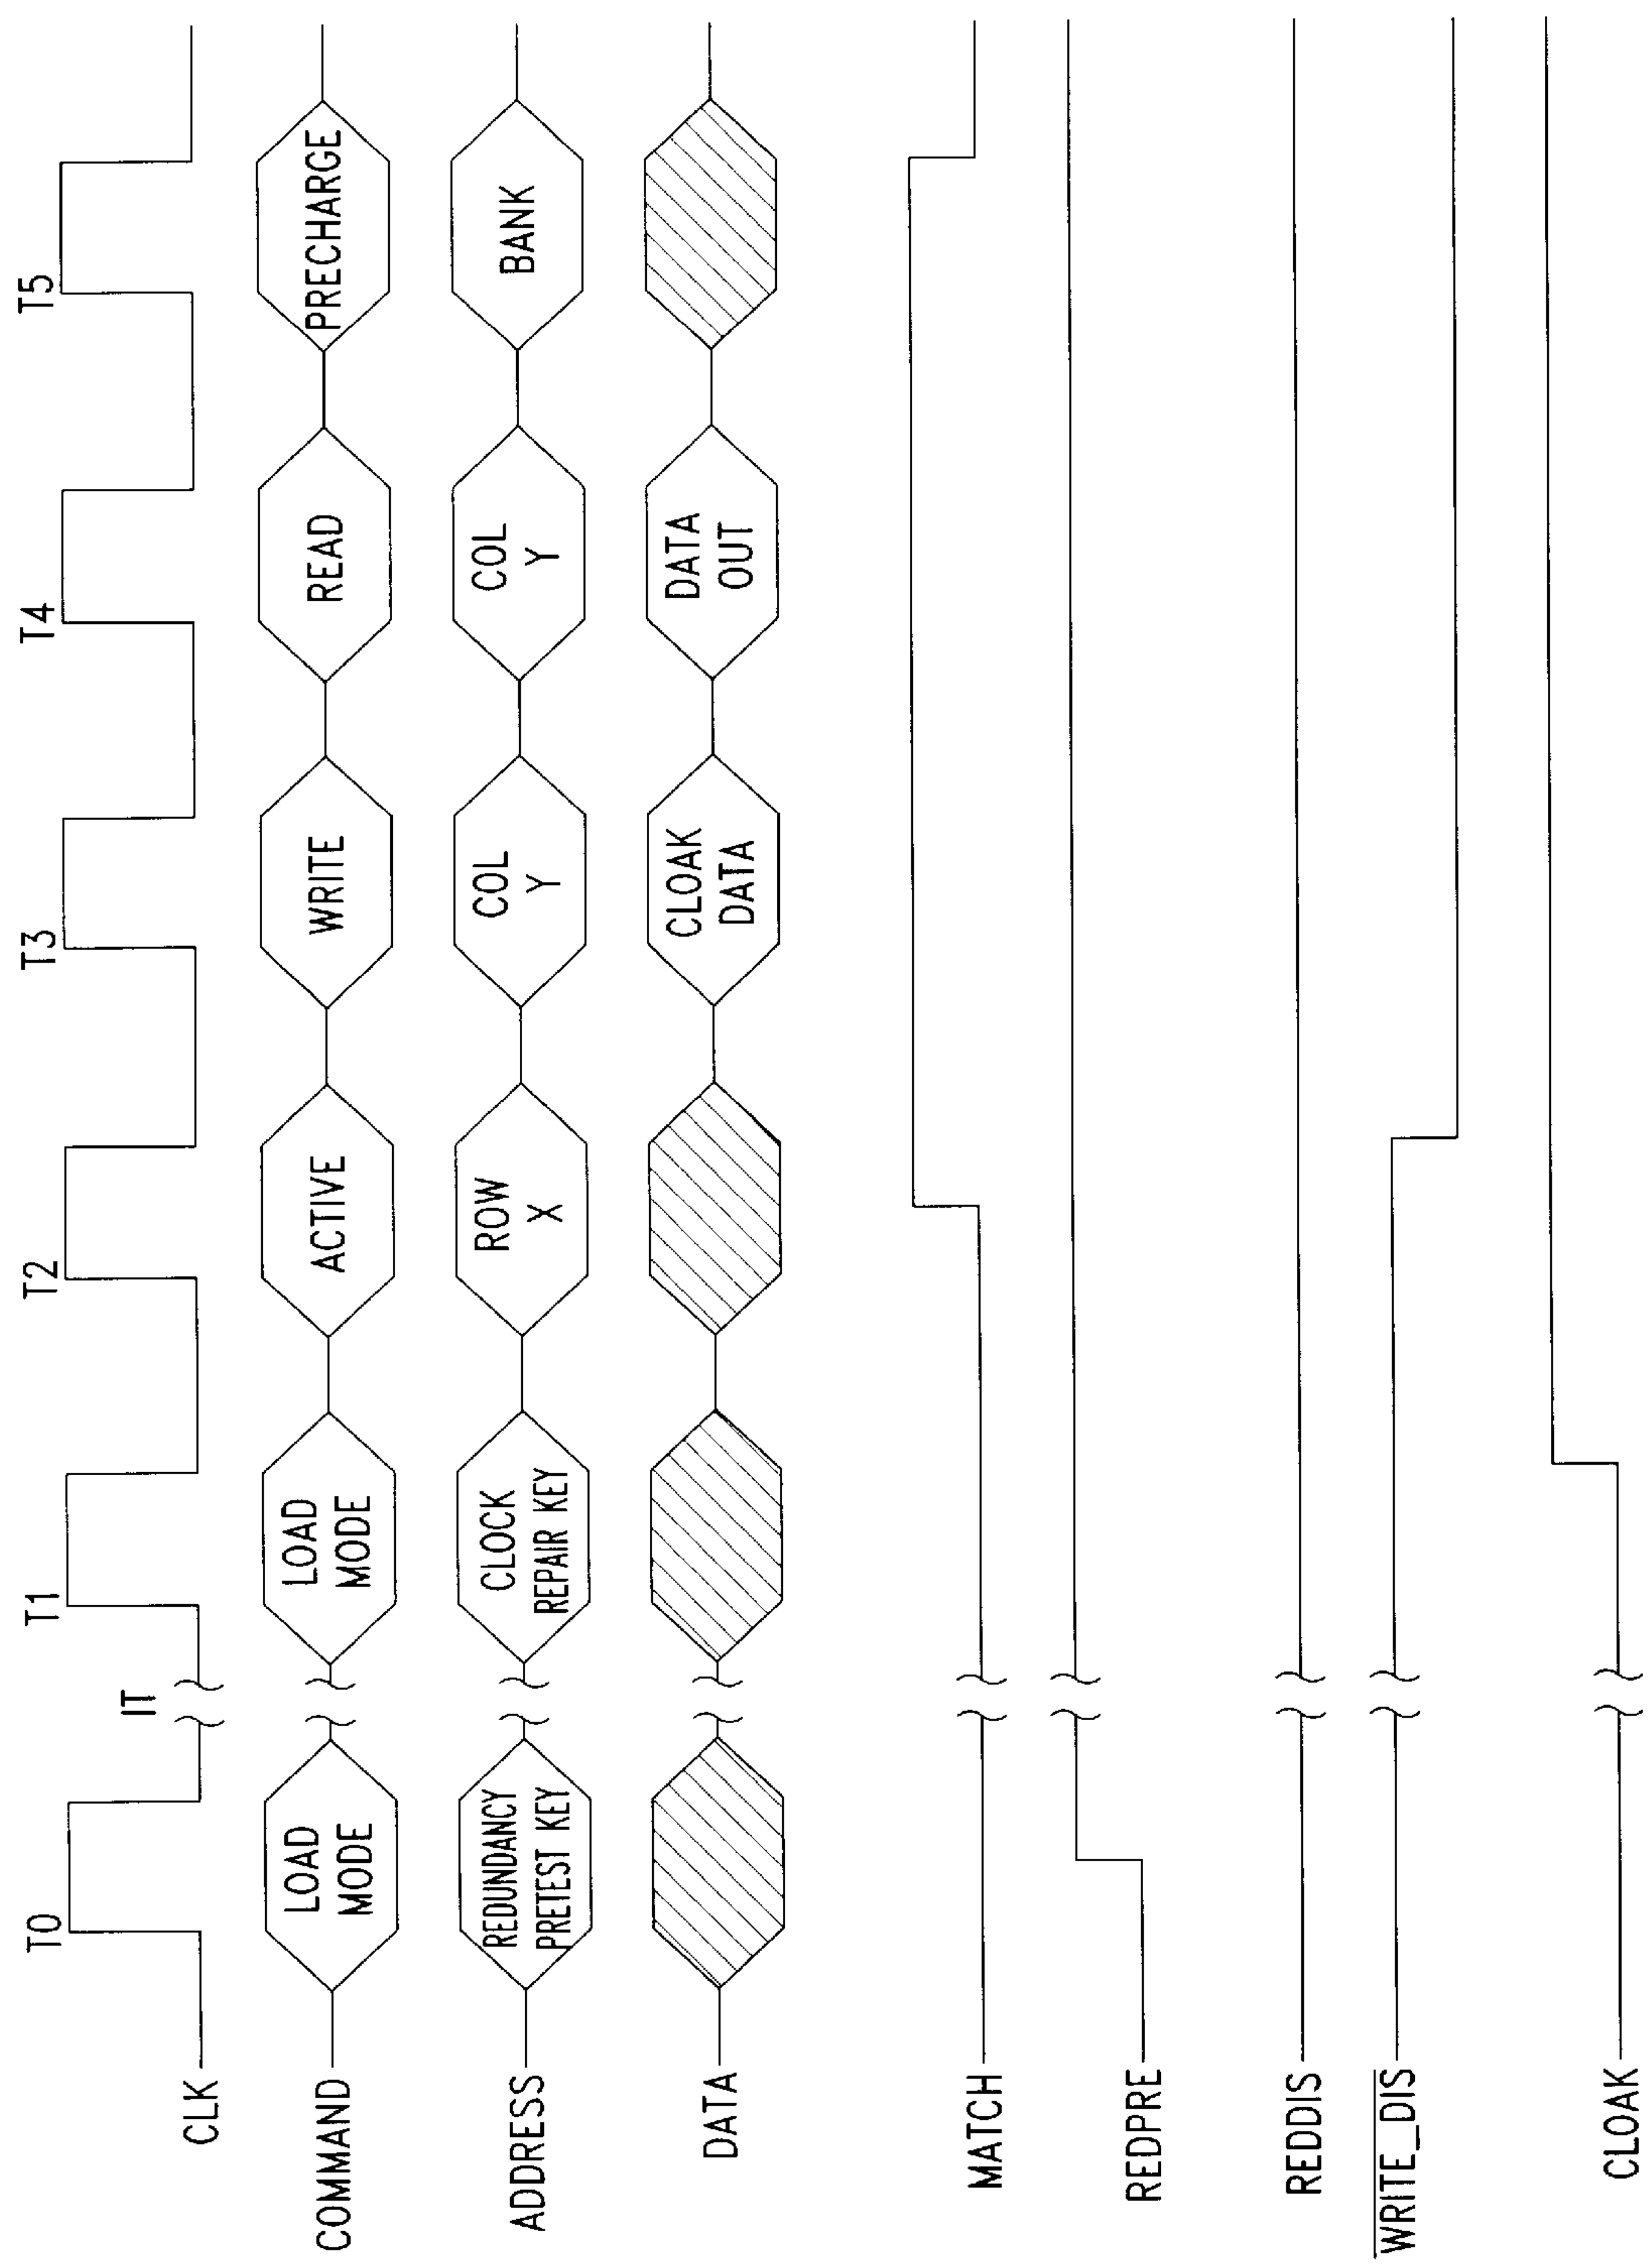 T0
IT
T1
T2
T3
T4
T5
CLK
COMMAND
LOAD
MODE
LOAD
MODE
ACTIVE
WRITE
READ
PRECHARGE
ADDRESS
REDUNDANCY
PRETEST KEY
CLOCK
REPAIR KEY
ROW
X
COL
Y
COL
Y
BANK
DATA
CLOAK
DATA
DATA
OUT
MATCH
REDPRE
REDDIS
WRITE_DIS
CLOAK